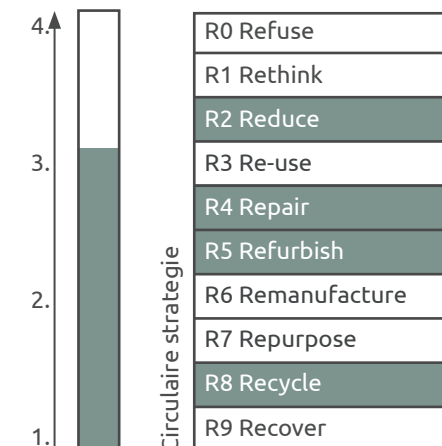 4.
3.
2.
1.
Circulaire strategie
R0 Refuse
R1 Rethink
R2 Reduce
R3 Re-use
R4 Repair
R5 Refurbish
R6 Remanufacture
R7 Repurpose
R8 Recycle
R9 Recover